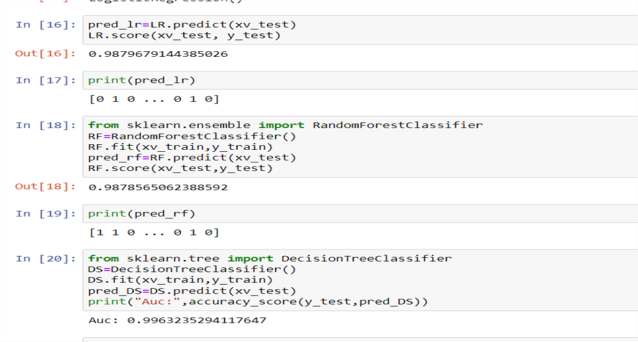 LogisticRegression()
In [16]: pred_lr=LR.predict(xv_test)
LR.score(xv_test, y_test)
Out[16]: 0.9879679144385026
In [17]: print(pred_lr)
[0 1 0 ... 0 1 0]
In [18]: from sklearn.ensemble import RandomForestClassifier
RF=RandomForestClassifier()
RF.fit(xv_train,y_train)
pred_rf=RF.predict(xv_test)
RF.score(xv_test,y_test)
Out[18]: 0.9878565062388592
In [19]: print(pred_rf)
[1 1 0 ... 0 1 0]
In [20]: from sklearn.tree import DecisionTreeClassifier
DS=DecisionTreeClassifier()
DS.fit(xv_train,y_train)
pred_DS=DS.predict(xv_test)
print("Auc:",accuracy_score(y_test,pred_DS))
Auc: 0.9963235294117647